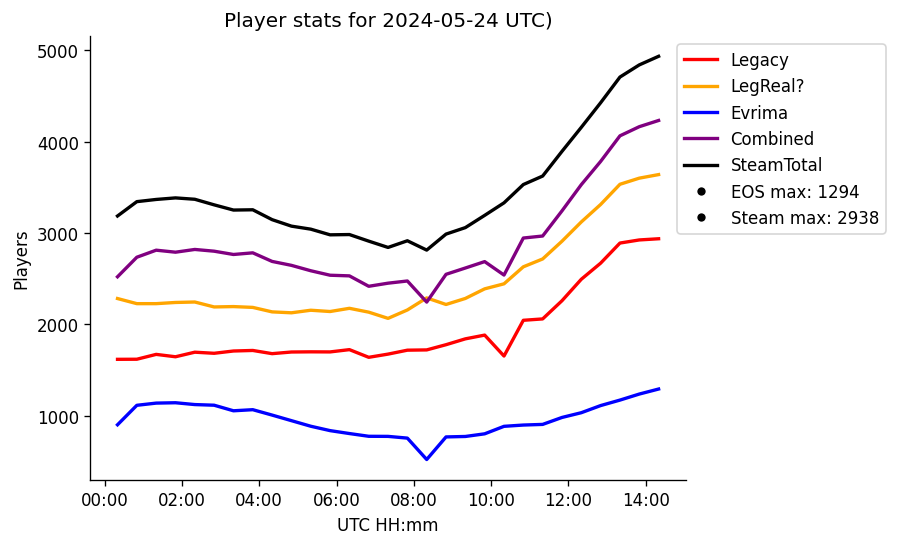 Player stats for 2024-05-24 UTC)
5000
4000
3000
2000
1000
Players
00:00 02:00 04:00 06:00 08:00 10:00 12:00 14:00
UTC HH:mm
Legacy
LegReal?
Evrima
Combined
SteamTotal
EOS max: 1294
Steam max: 2938